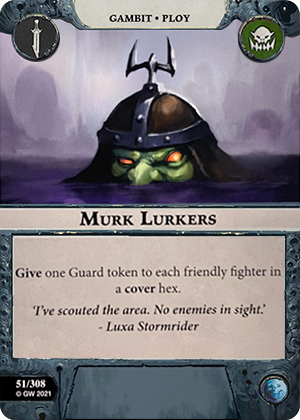 GAMBIT • PLOY
MURK LURKERS
Give one Guard token to each friendly fighter in
a cover hex.
'I've scouted the area. No enemies in sight.'
- Luxa Stormrider
51/308
© GW 2021